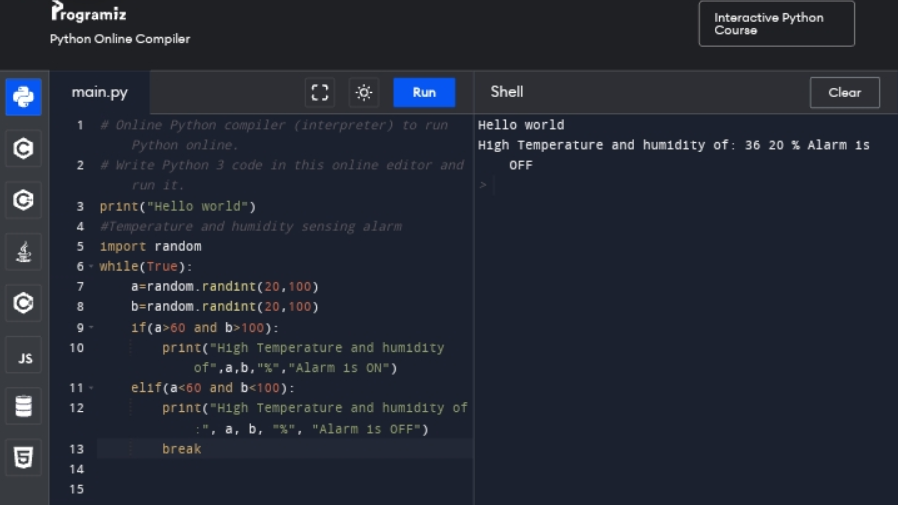 Programiz
Python Online Compiler
Interactive Python
Course
main.py
Run
Shell
Clear
1 # Online Python compiler (interpreter) to run
Python online.
2 # Write Python 3 code in this online editor and
run it.
3 print("Hello world")
4 #Temperature and humidity sensing alarm
5 import random
6 while(True):
7 a=random.randint(20,100)
8 b=random.randint(20,100)
9 if(a>60 and b>100):
10 print("High Temperature and humidity
of",a,b,"%","Alarm is ON")
11 elif(a<60 and b<100):
12 print("High Temperature and humidity of
:", a, b, "%", "Alarm is OFF")
13 break
14
15
Hello world
High Temperature and humidity of: 36 20 % Alarm is
OFF
>
JS